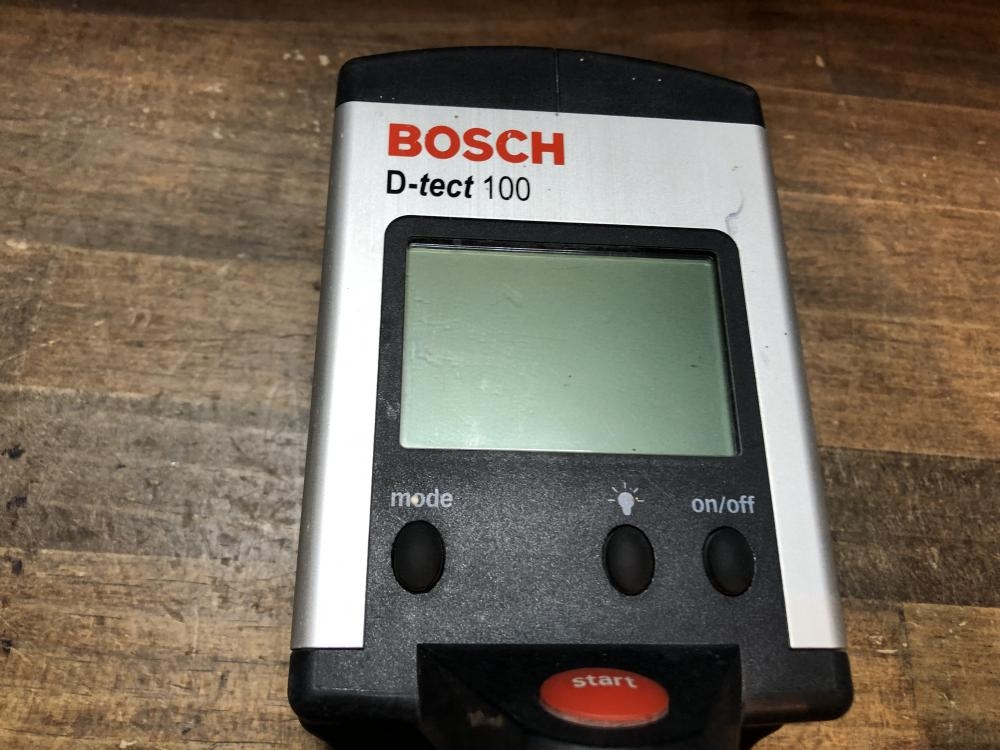 BOSCH
D-tect 100
mode
on/off
start